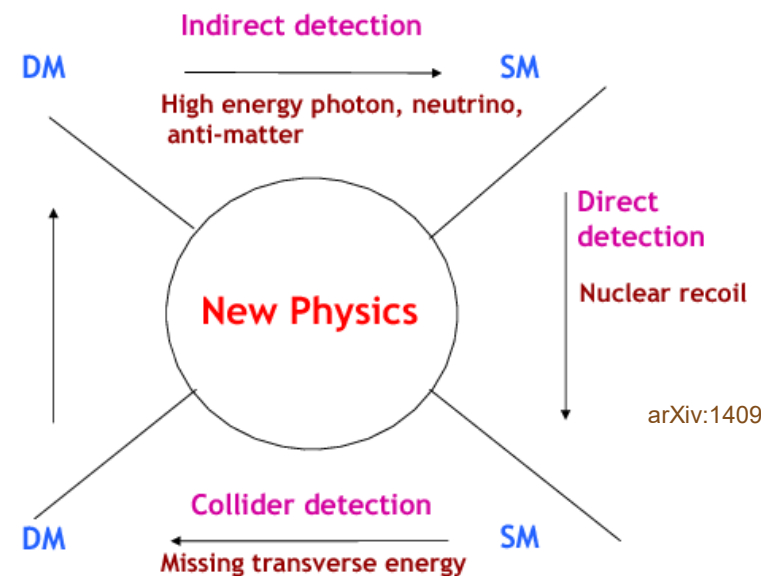 Indirect detection
DM
SM
High energy photon, neutrino,
anti-matter
Direct
detection
New Physics
Nuclear recoil
arXiv:1409
Collider detection
DM
SM
Missing transverse energy